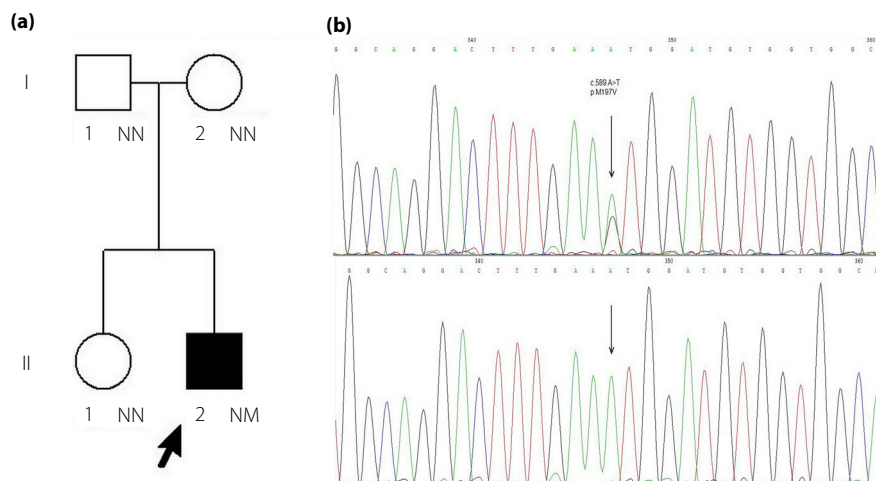 (a)
I
1 NN 2 NN
II
1 NN 2 NM
(b)
340 350 360
G G C A G G A C T T T G A A A T G G A T G T G G T G G C
c.589 A>T
p.M197V
340 350 360
G G C A G G A C T T T G A A A T G G A T G T G G T G G C A